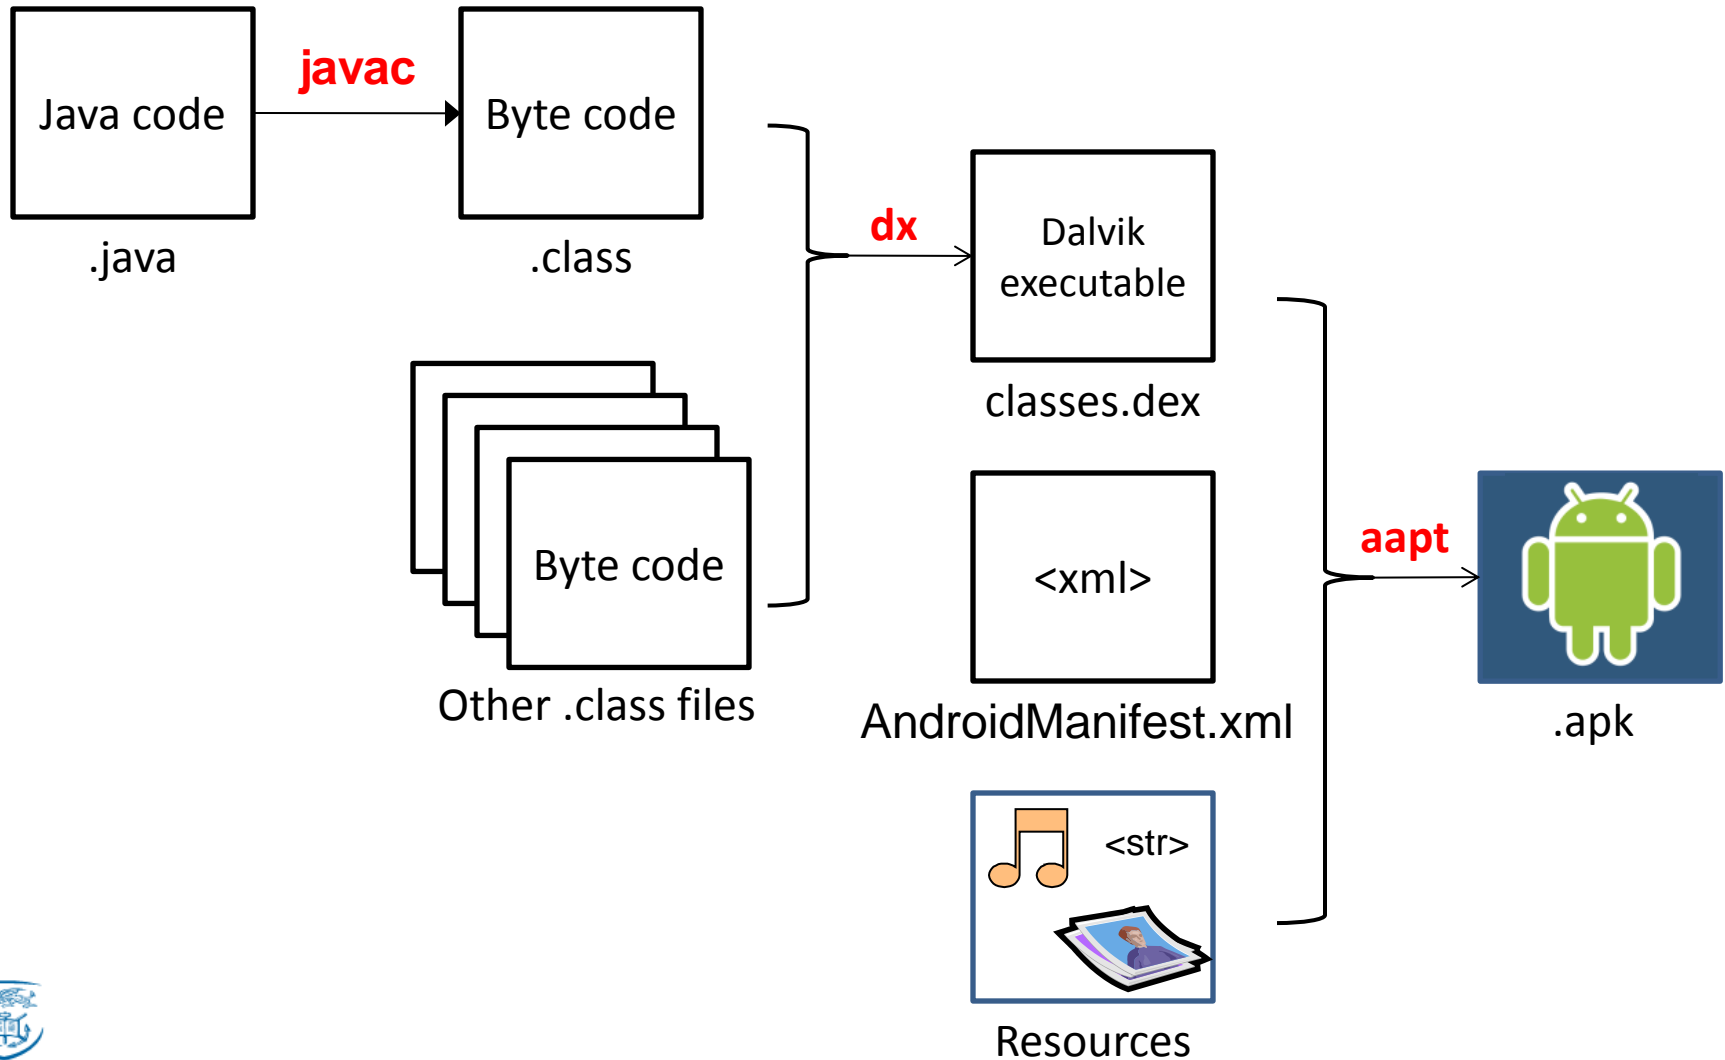 Java code
javac
Byte code
.java
.class
dx
Dalvik
executable
classes.dex
Byte code
Other .class files
<xml>
AndroidManifest.xml
aapt
.apk
<str>
Resources